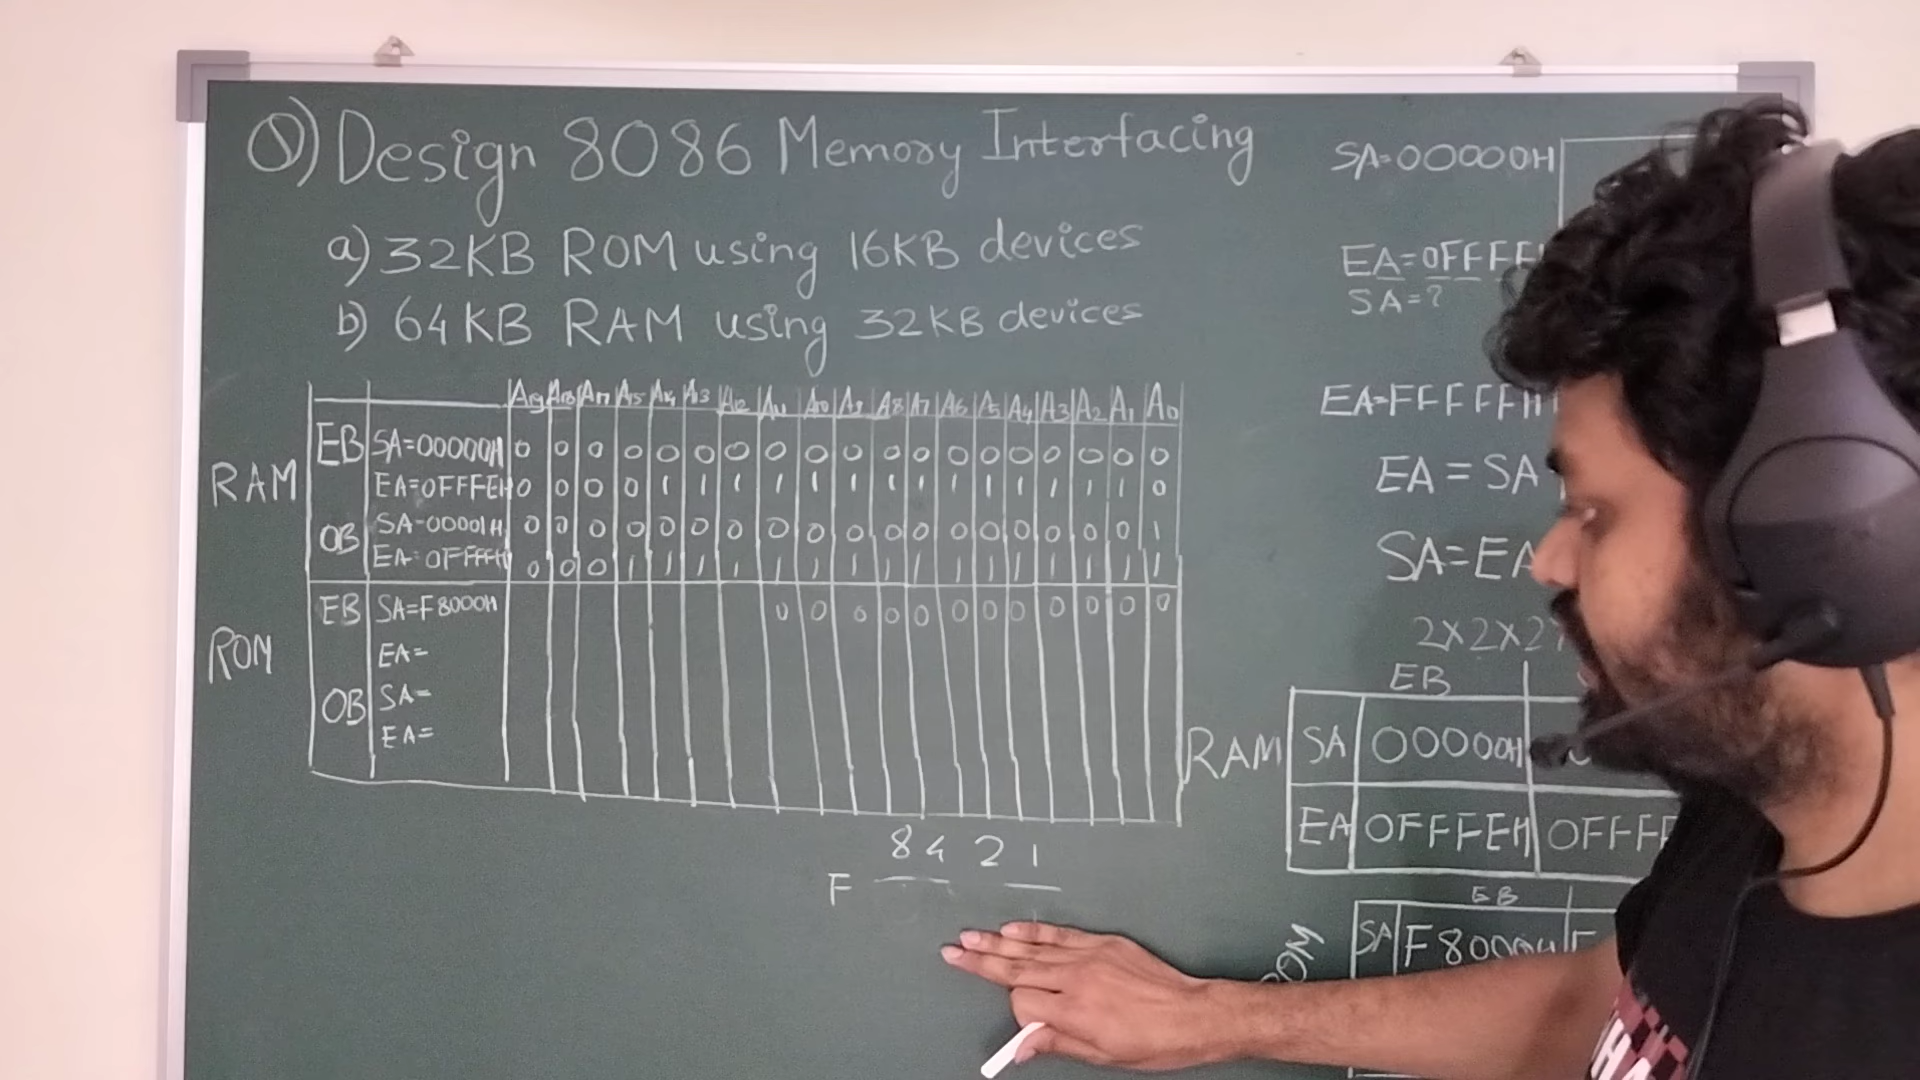 Q) Design 8086 Memory Interfacing
a) 32KB ROM using 16KB devices
b) 64KB RAM using 32KB devices
A19 A18 A17 A15 A14 A13 A12 A11 A10 A9 A8 A7 A6 A5 A4 A3 A2 A1 A0
RAM
EB SA=00000H 0 0 0 0 0 0 0 0 0 0 0 0 0 0 0 0 0 0 0
EA=0FFFEH 0 0 0 0 1 1 1 1 1 1 1 1 1 1 1 1 1 1 0
OB SA-00001H 0 0 0 0 0 0 0 0 0 0 0 0 0 0 0 0 0 0 1
EA=0FFFFH 0 0 0 1 1 1 1 1 1 1 1 1 1 1 1 1 1 1 1
ROM
EB SA=F8000H 0 0 0 0 0 0 0 0 0 0 0 0
EA=
OB SA=
EA=
8 4 2 1
F
SA=00000H
EA=0FFFF
SA=?
EA=FFFFFH
EA=SA
SA=EA
2X2X2
EB
RAM SA 00000H
EA 0FFFEH 0FFFF
EB
SA F8000H F